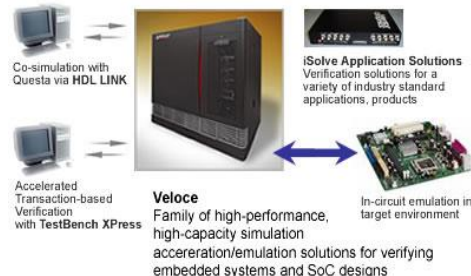 Co-simulation with
Questa via HDL LINK
Accelerated
Transaction-based
Verification
with TestBench XPress
Veloce
Family of high-performance,
high-capacity simulation
accereration/emulation solutions for verifying
embedded systems and SoC designs
iSolve Application Solutions
Verification solutions for a
variety of industry standard
applications, products
In-circuit emulation in
target environment